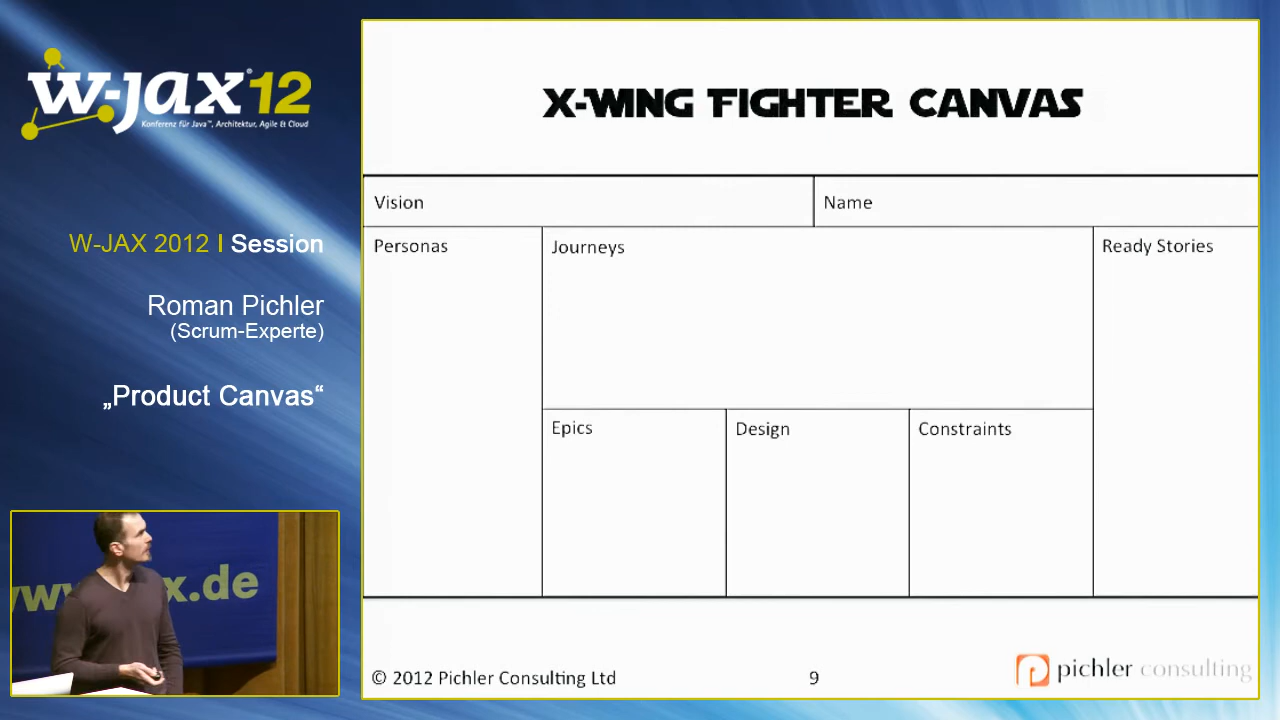 w-jax® 12
Konferenz für Java™, Architektur, Agile & Cloud
W-JAX 2012 I Session
Roman Pichler
(Scrum-Experte)
„Product Canvas“
X-WING FIGHTER CANVAS
Vision
Name
Personas
Journeys
Ready Stories
Epics
Design
Constraints
© 2012 Pichler Consulting Ltd
9
pichler consulting